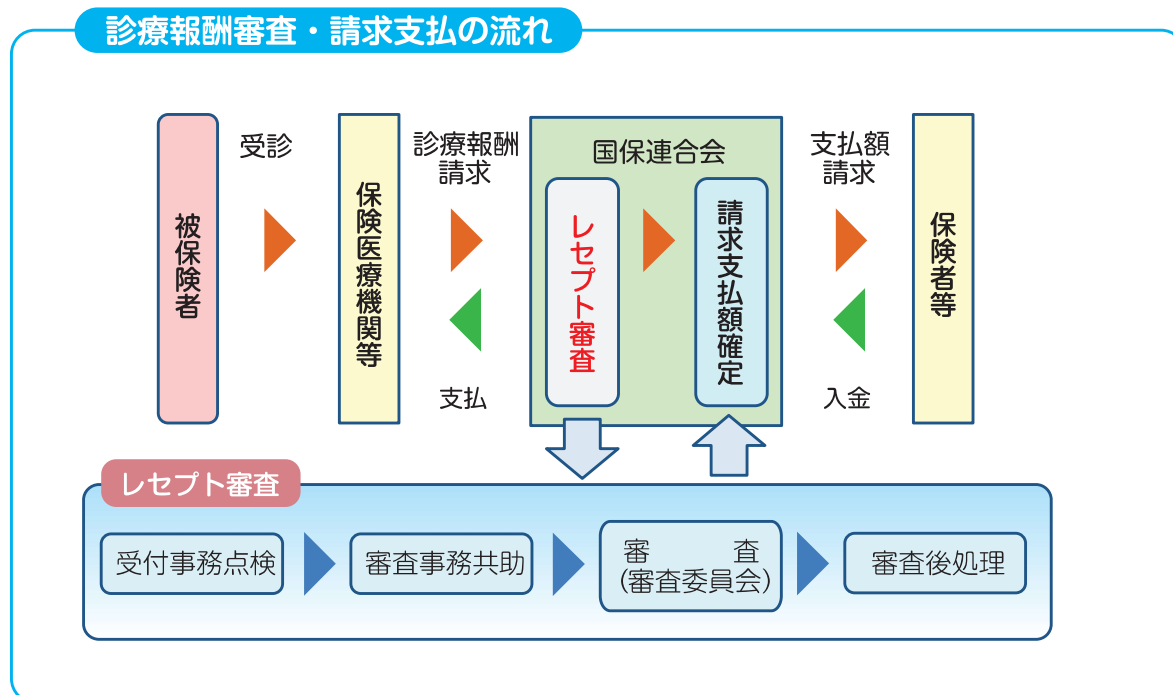 診療報酬審査・請求支払の流れ
被保険者
受診
保険医療機関等
診療報酬
請求
支払
国保連合会
レセプト審査
請求支払額確定
支払額
請求
入金
保険者等
レセプト審査
受付事務点検
審査事務共助
審　　査
(審査委員会)
審査後処理